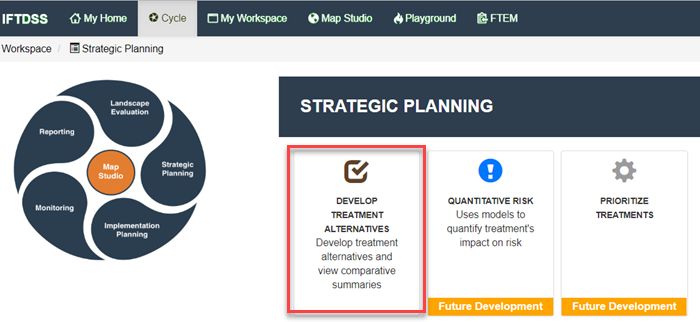 IFTDSS My Home Cycle My Workspace Map Studio Playground FTEM
Workspace / Strategic Planning
Landscape
Evaluation
Reporting
Strategic
Planning
Map
Studio
Monitoring
Implementation
Planning
STRATEGIC PLANNING
DEVELOP
TREATMENT
ALTERNATIVES
Develop treatment
alternatives and
view comparative
summaries
QUANTITATIVE RISK
Uses models to
quantify treatment's
impact on risk
Future Development
PRIORITIZE
TREATMENTS
Future Development